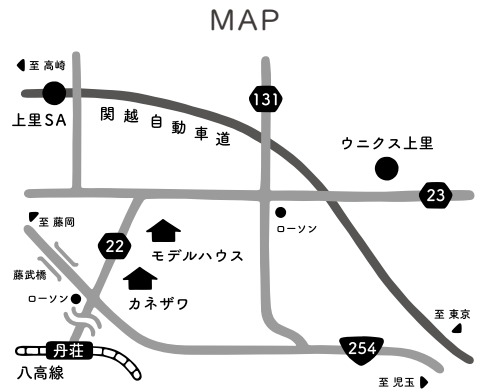 MAP
至 高崎
上里SA
関越自動車道
131
ウニクス上里
23
至 藤岡
ローソン
22
モデルハウス
藤武橋
ローソン
カネザワ
至 東京
丹荘
254
八高線
至 児玉